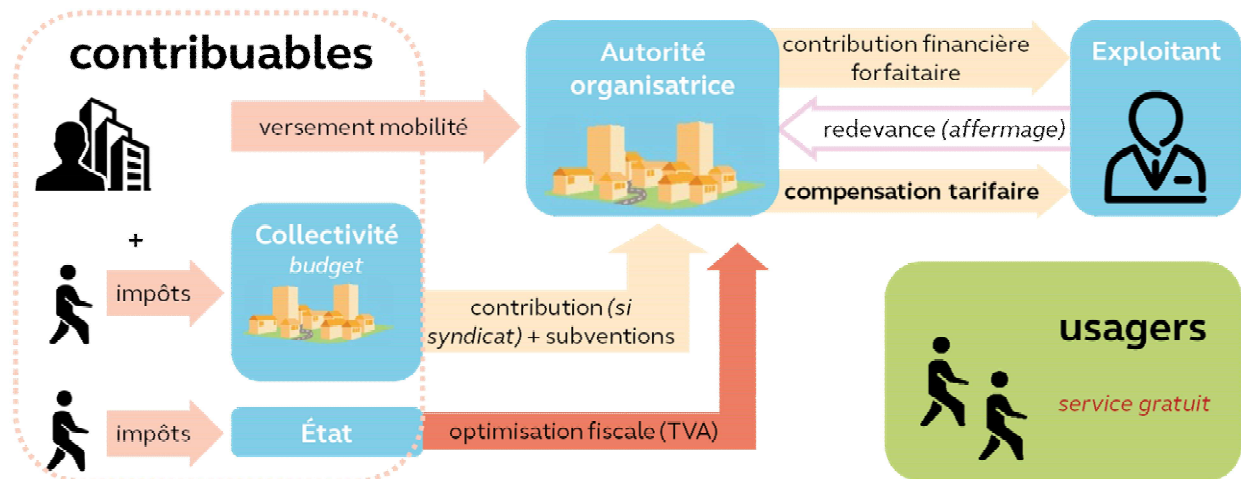 contribuables
versement mobilité
Autorité
organisatrice
contribution financière
forfaitaire
redevance (affermage)
compensation tarifaire
Exploitant
+
impôts
Collectivité
budget
contribution (si
syndicat) + subventions
impôts
État
optimisation fiscale (TVA)
usagers
service gratuit